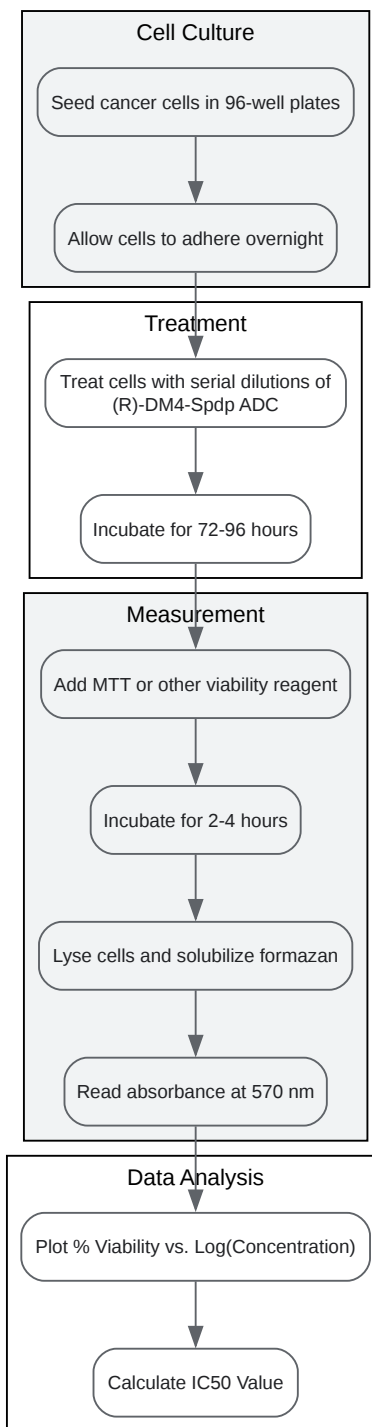 Cell Culture
Seed cancer cells in 96-well plates
Allow cells to adhere overnight
Treatment
Treat cells with serial dilutions of
(R)-DM4-Spdp ADC
Incubate for 72-96 hours
Measurement
Add MTT or other viability reagent
Incubate for 2-4 hours
Lyse cells and solubilize formazan
Read absorbance at 570 nm
Data Analysis
Plot % Viability vs. Log(Concentration)
Calculate IC50 Value